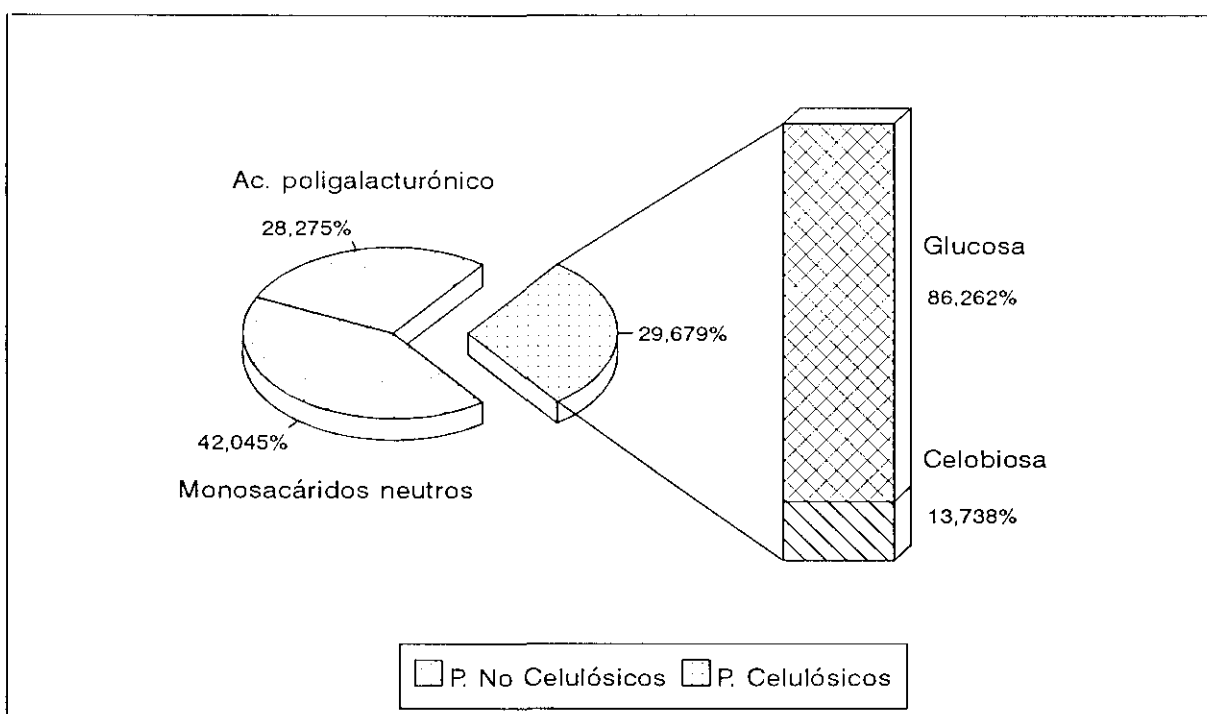 Ac. poligalacturónico
28,275%
Glucosa
86,262%
29,679%
42,045%
Monosacáridos neutros
Celobiosa
13,738%
P. No Celulósicos P. Celulósicos